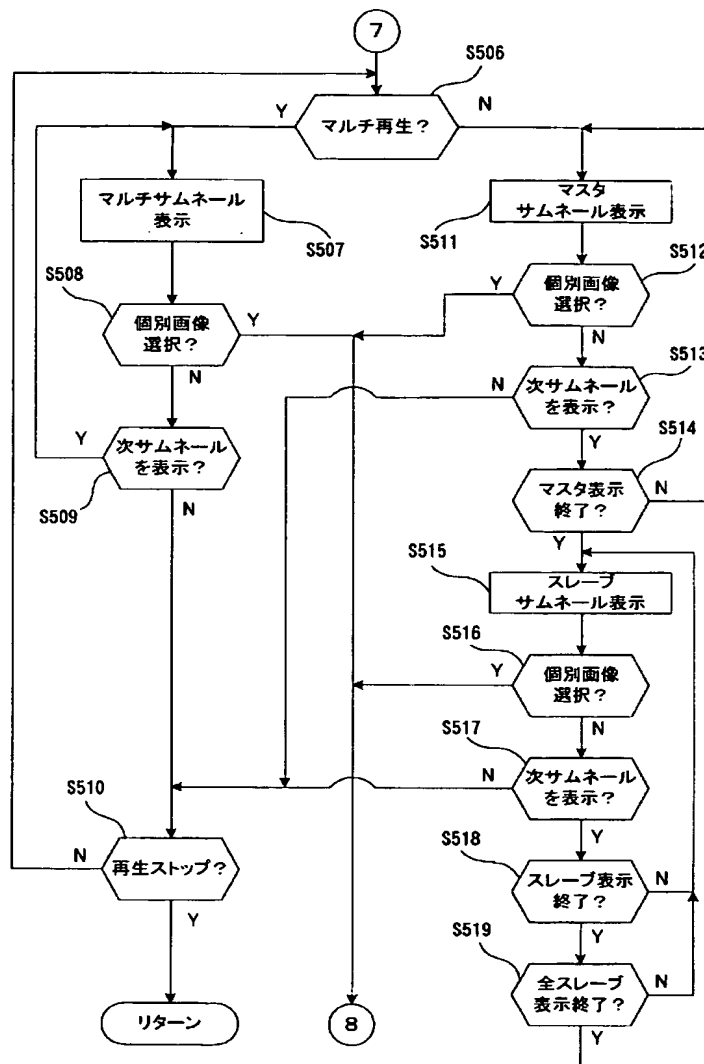 7
S506
Y
マルチ再生？
N
マルチサムネール
表示
S507
マスタ
サムネール表示
S511
S508
個別画像
選択？
Y
N
S512
Y
個別画像
選択？
N
S513
N
次サムネール
を表示？
Y
Y
次サムネール
を表示？
S509
N
S514
マスタ表示
終了？
N
Y
S515
スレーブ
サムネール表示
S516
Y
個別画像
選択？
N
S517
N
次サムネール
を表示？
Y
S510
N
再生ストップ？
Y
S518
スレーブ表示
終了？
N
Y
S519
全スレーブ
表示終了？
N
Y
リターン
8